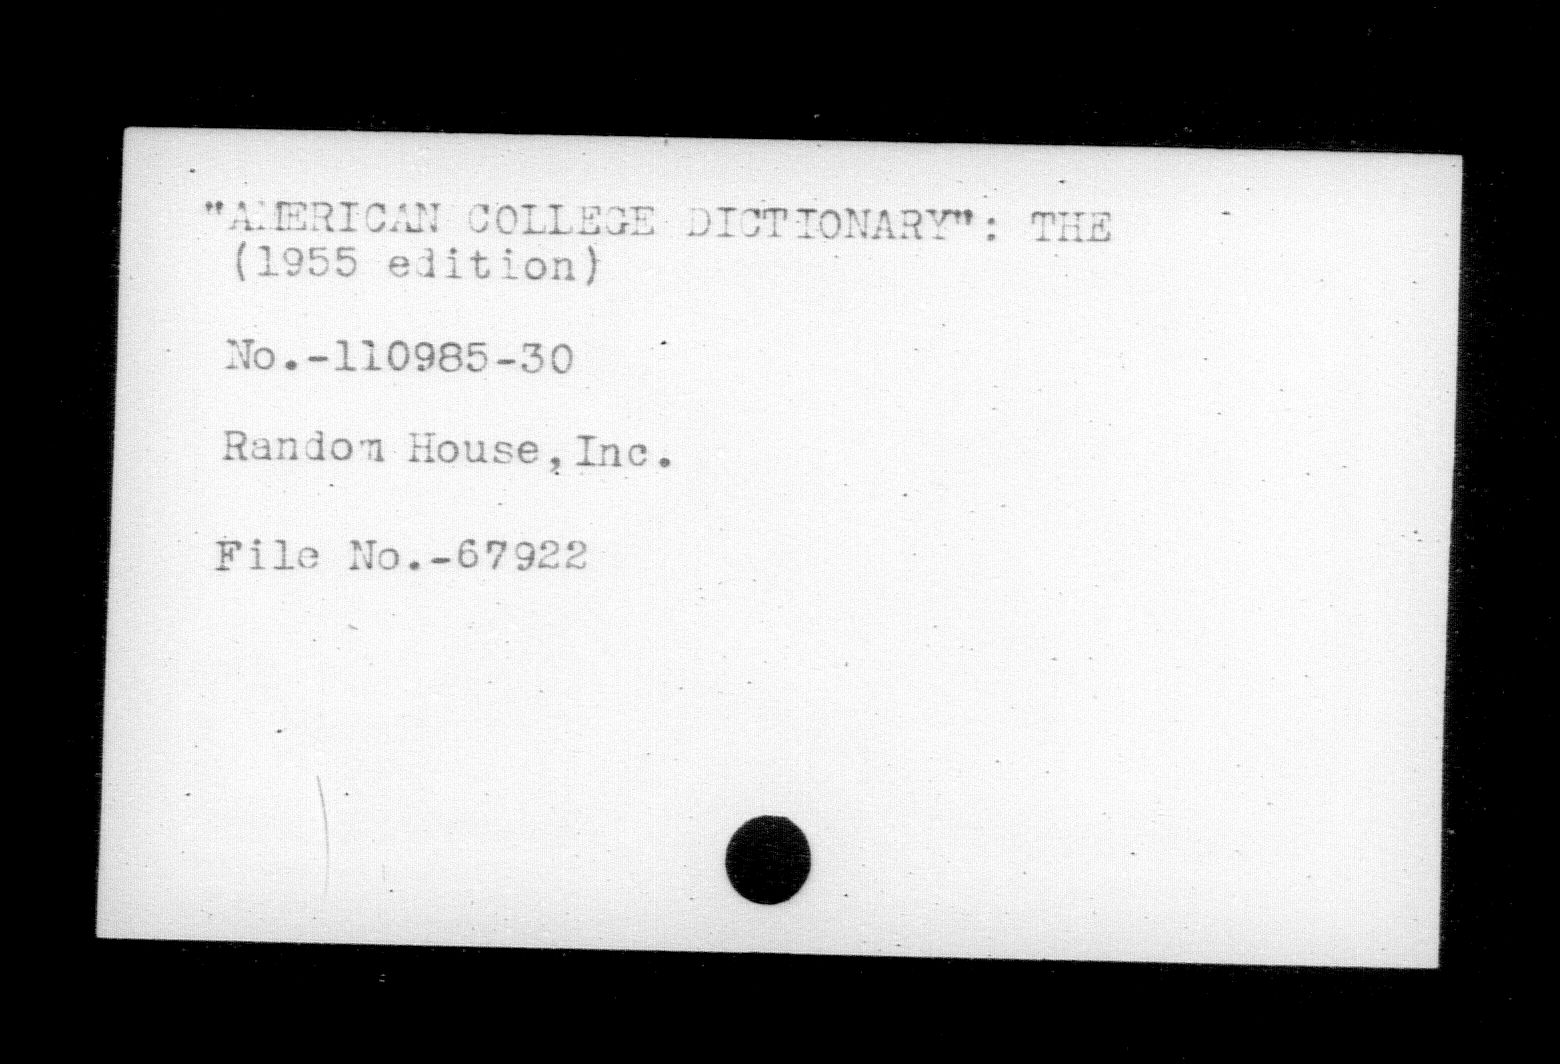 "AMERICAN COLLEGE DICTIONARY": THE
(1955 edition)
No.-110985-30
Random House,Inc.
File No.-67922